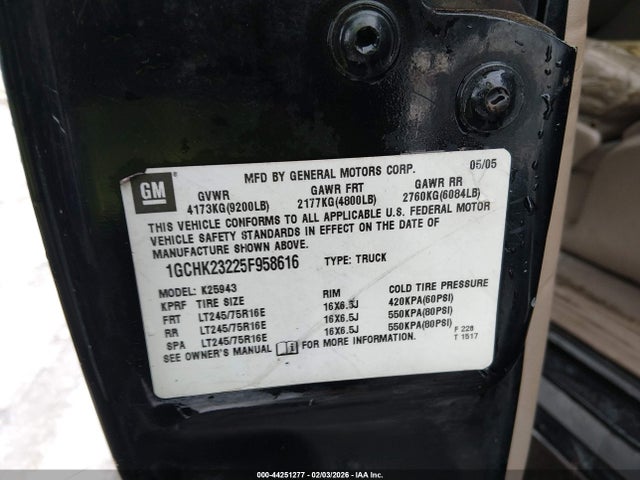 MFD BY GENERAL MOTORS CORP. 05/05
GM
GVWR GAWR FRT GAWR RR
4173KG(9200LB) 2177KG(4800LB) 2760KG(6084LB)
THIS VEHICLE CONFORMS TO ALL APPLICABLE U.S. FEDERAL MOTOR
VEHICLE SAFETY STANDARDS IN EFFECT ON THE DATE OF
MANUFACTURE SHOWN ABOVE.
1GCHK23225F958616 TYPE: TRUCK
MODEL: K25943
KPRF TIRE SIZE RIM COLD TIRE PRESSURE
FRT LT245/75R16E 16X6.5J 420KPA(60PSI)
RR LT245/75R16E 16X6.5J 550KPA(80PSI)
SPA LT245/75R16E 16X6.5J 550KPA(80PSI)
SEE OWNER'S MANUAL i FOR MORE INFORMATION.
P 228
T 1517
000-44251277 - 02/03/2026 - COPYRIGHT IAA, LLC